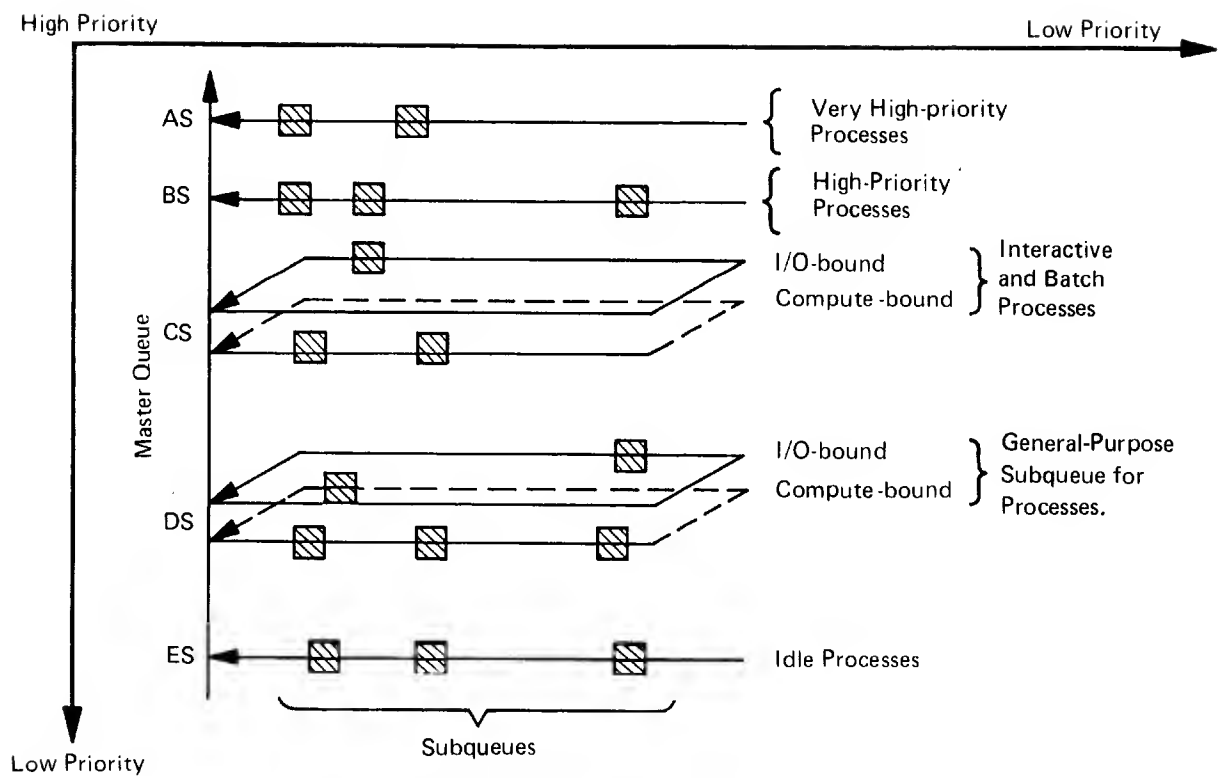 High Priority
Low Priority
AS
Very High-priority
Processes
BS
High-Priority
Processes
I/O-bound
Compute-bound
Interactive
and Batch
Processes
CS
Master Queue
I/O-bound
Compute-bound
General-Purpose
Subqueue for
Processes.
DS
ES
Idle Processes
Subqueues
Low Priority